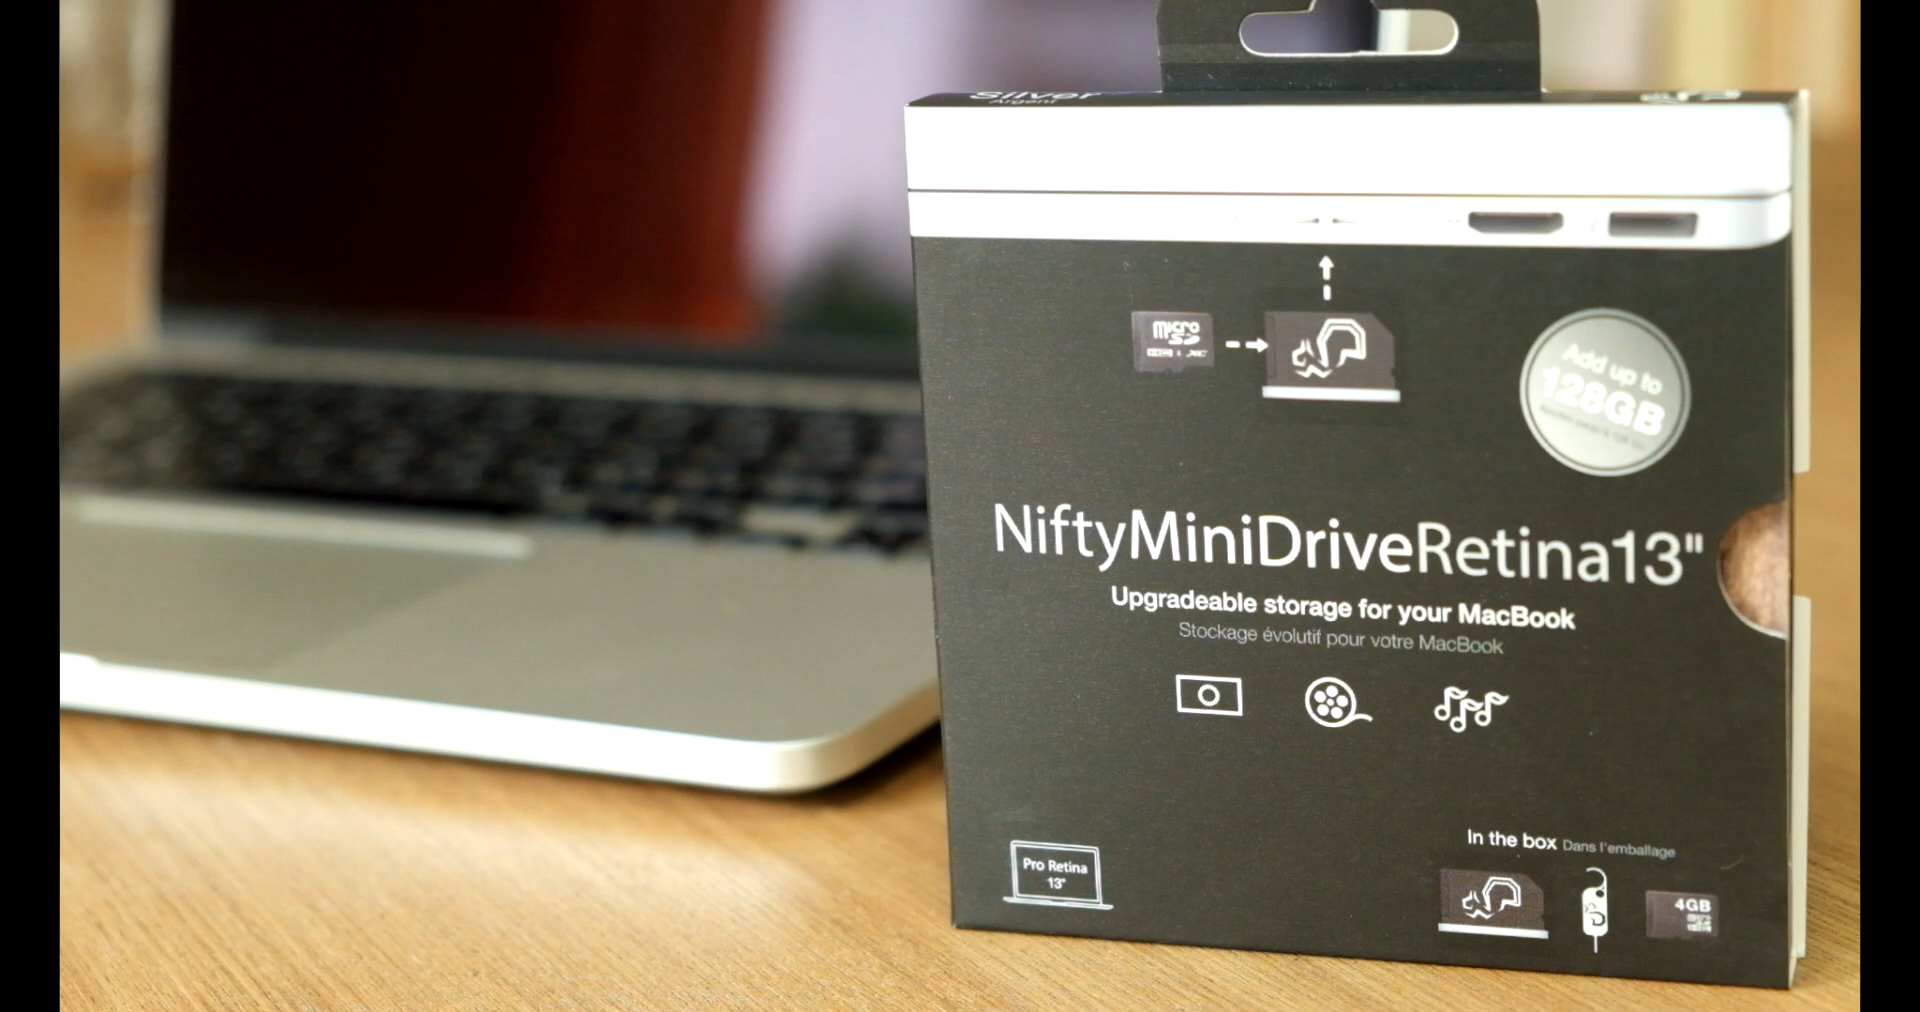 Silver
Argent
micro
SD
Add up to
128GB
NiftyMiniDriveRetina13"
Upgradeable storage for your MacBook
Stockage évolutif pour votre MacBook
Pro Retina
13"
In the box Dans l'emballage
4GB